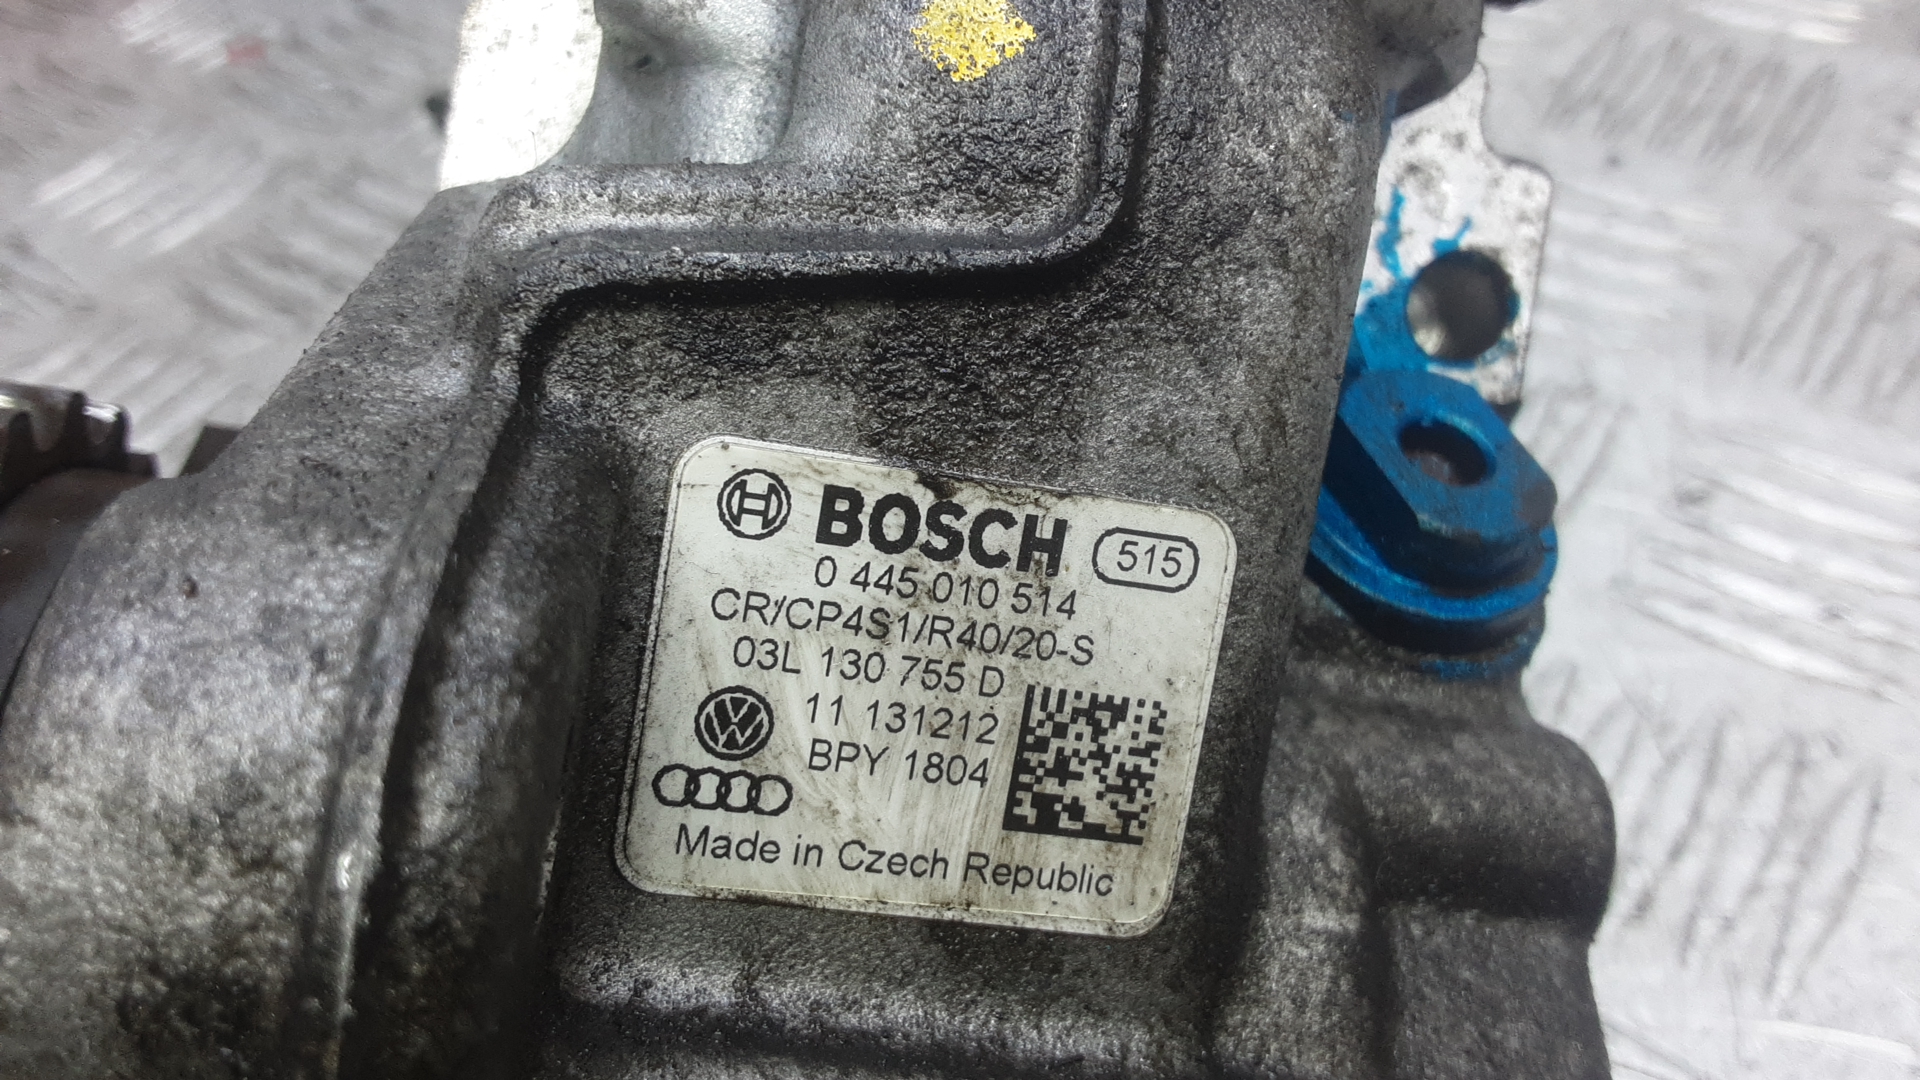 BOSCH 515
0 445 010 514
CR/CP4S1/R40/20-S
03L 130 755 D
11 131212
BPY 1804
Made in Czech Republic